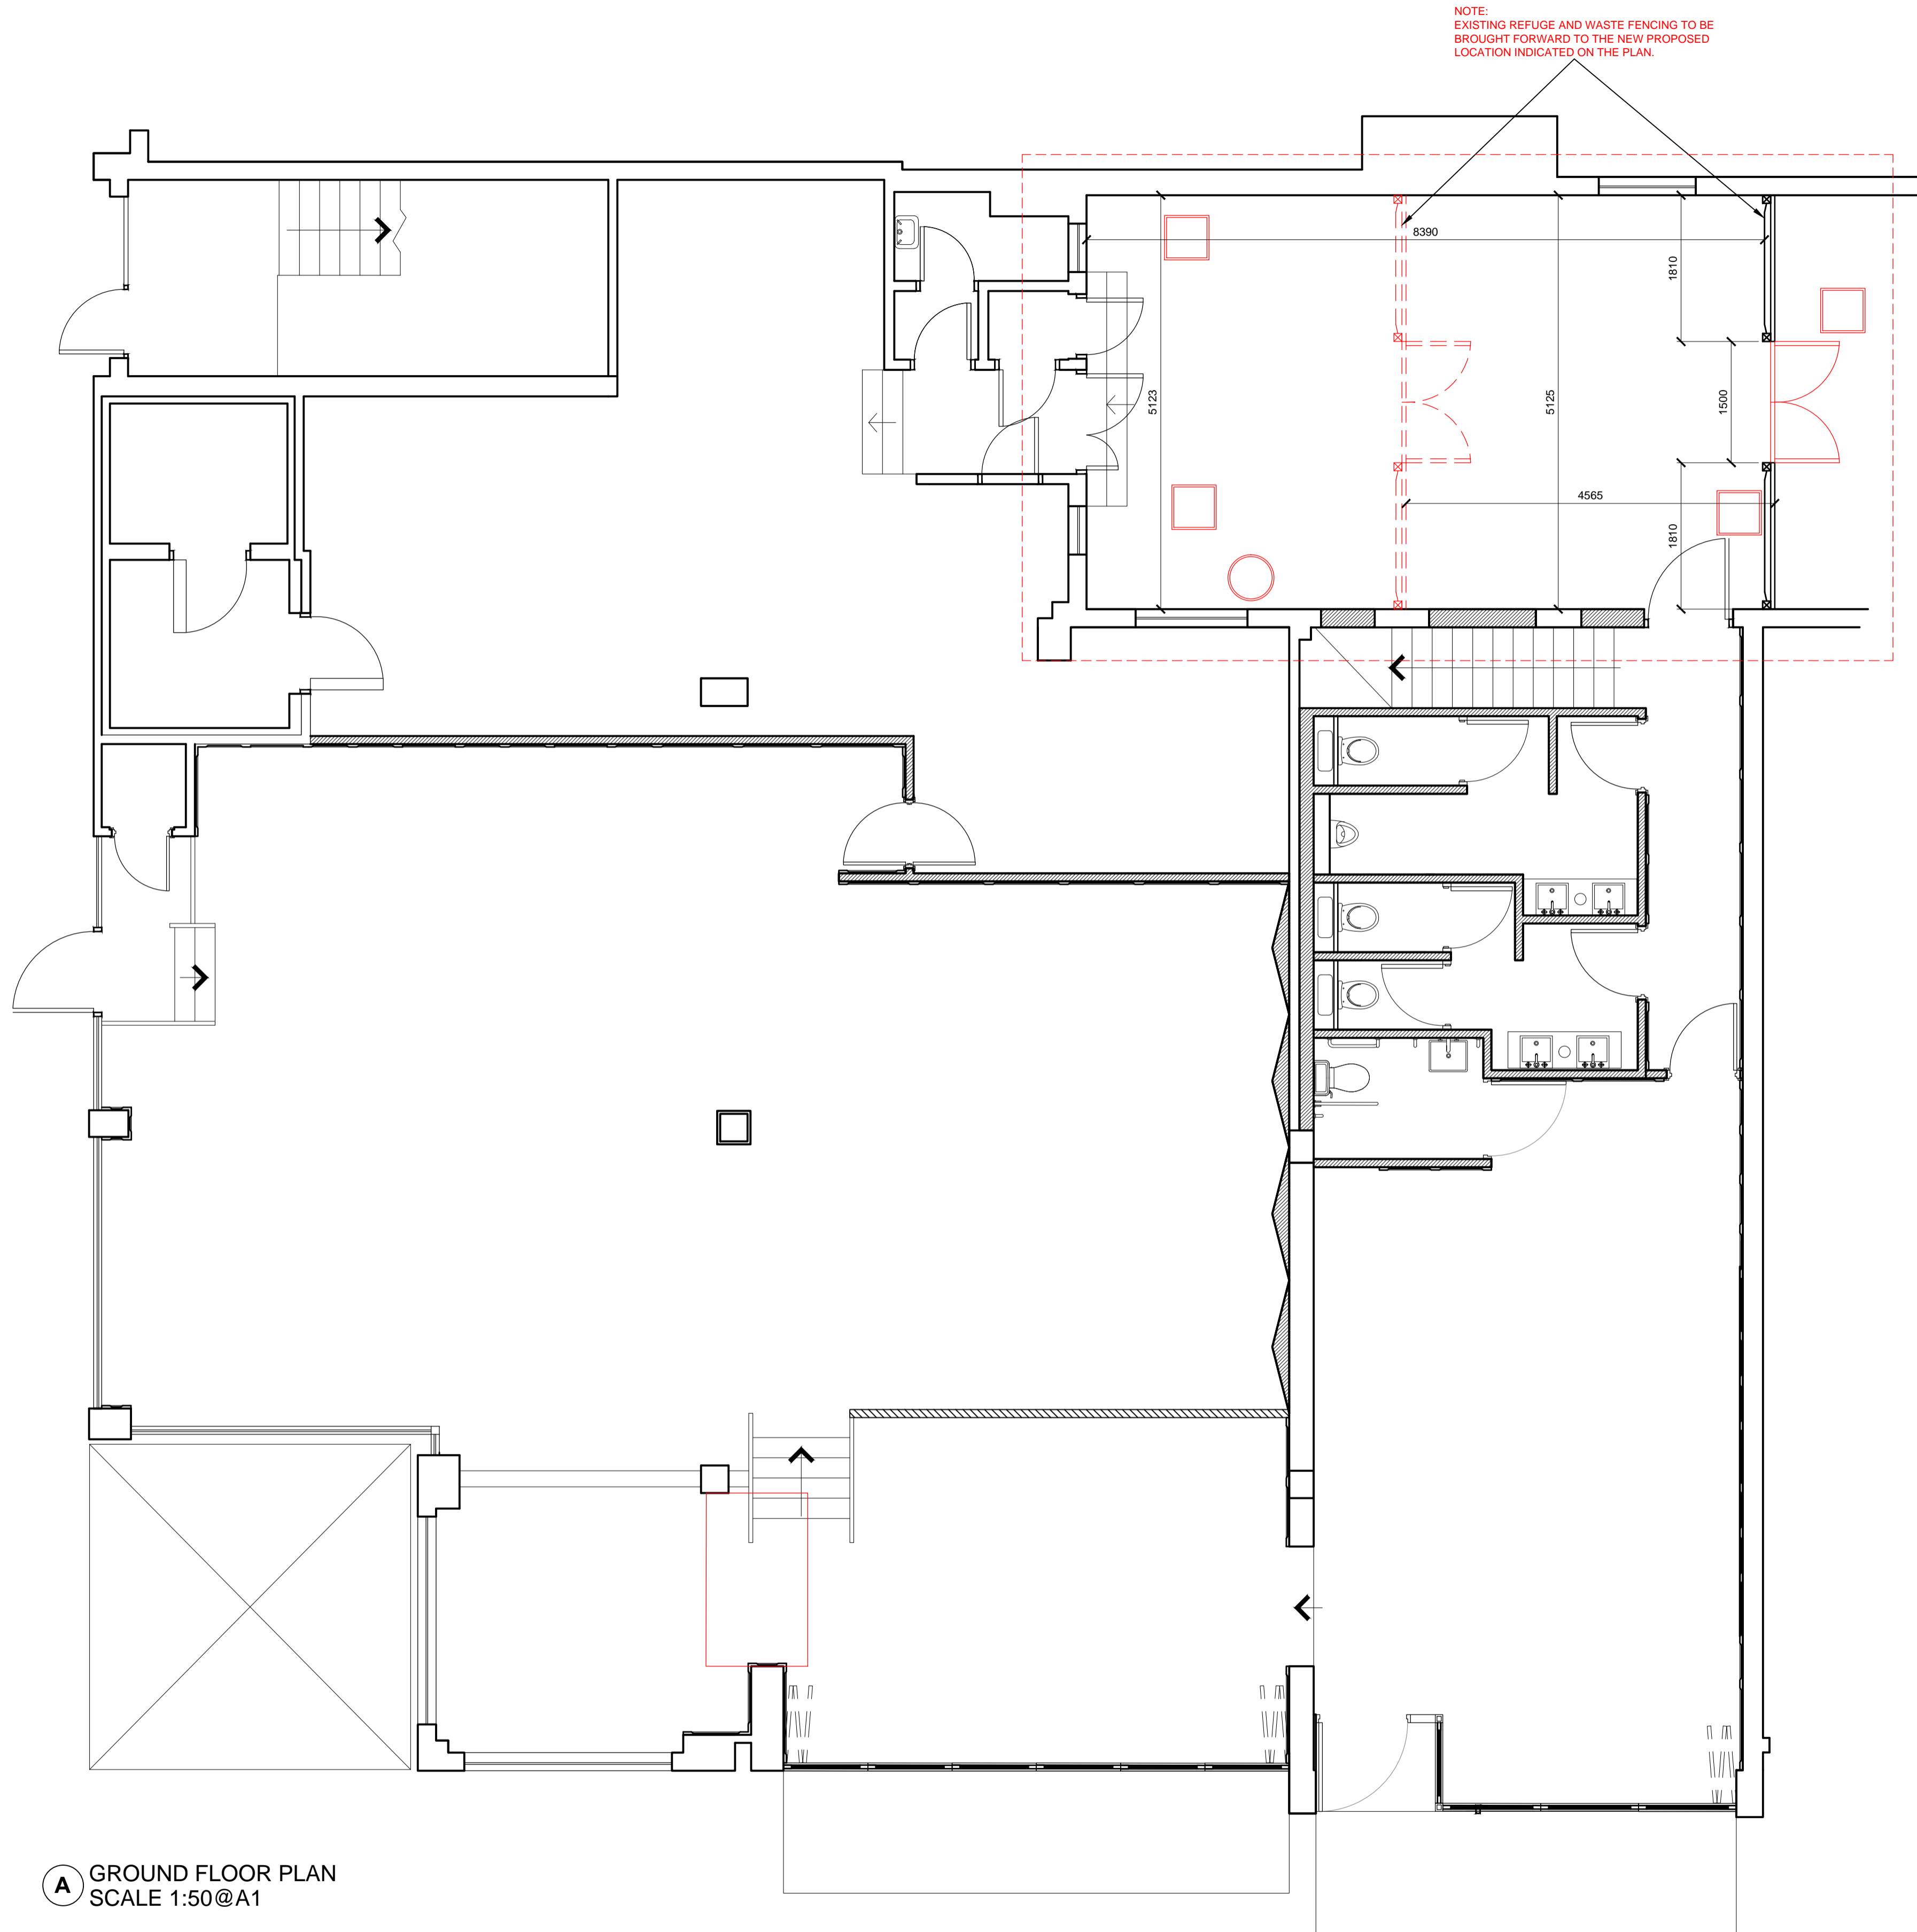 NOTE:
EXISTING REFUGE AND WASTE FENCING TO BE
BROUGHT FORWARD TO THE NEW PROPOSED
LOCATION INDICATED ON THE PLAN.
8390
1810
5123
5125
1500
4565
1810
A
GROUND FLOOR PLAN
SCALE 1:50@A1